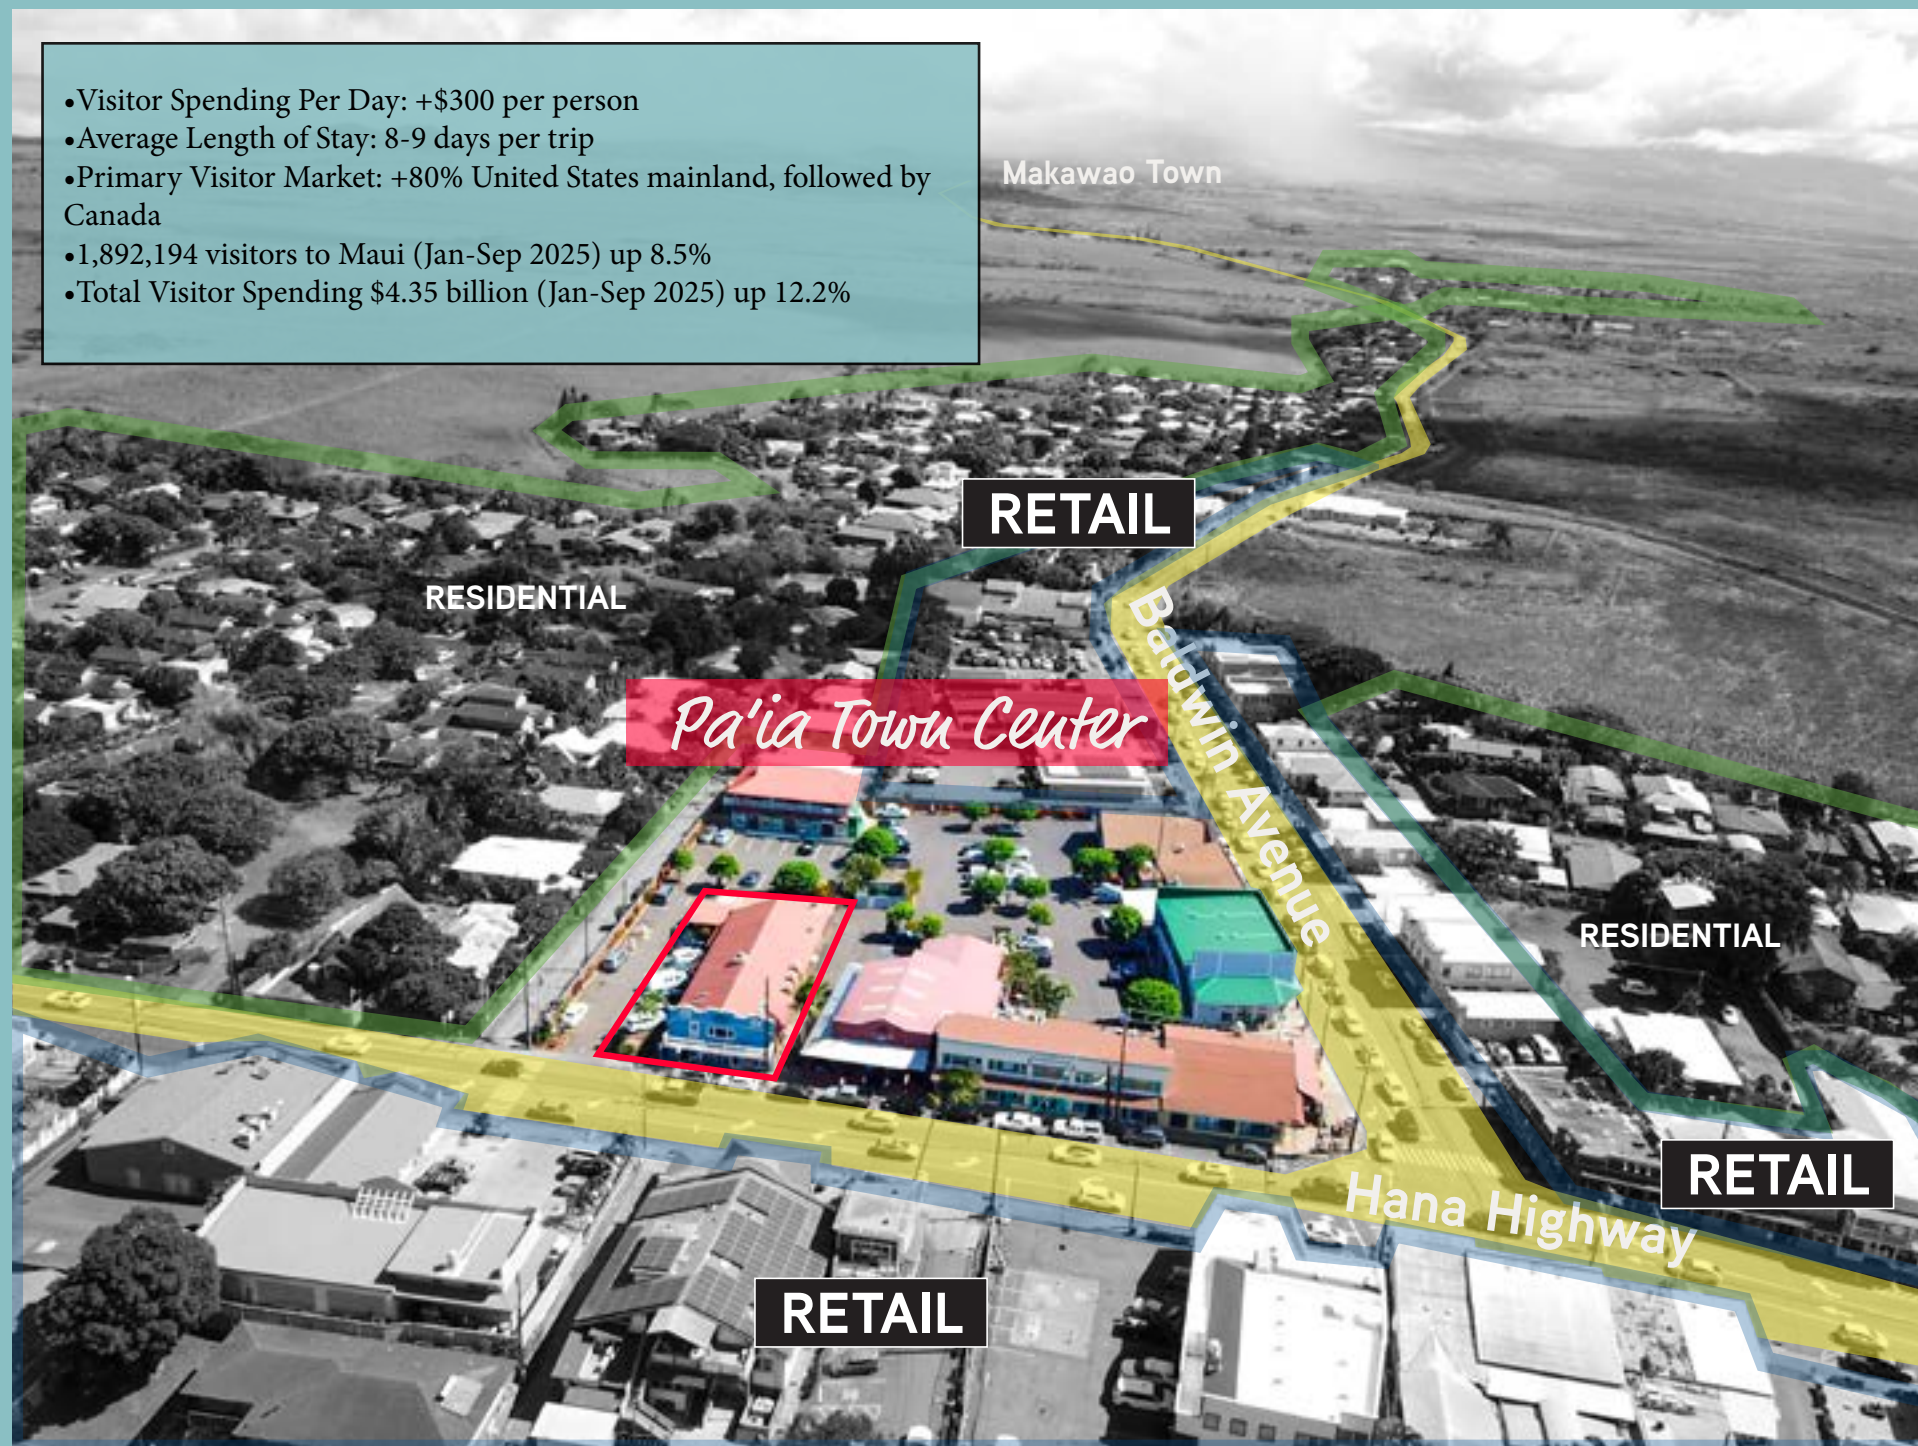 •Visitor Spending Per Day: +$300 per person
•Average Length of Stay: 8-9 days per trip
•Primary Visitor Market: +80% United States mainland, followed by
Canada
•1,892,194 visitors to Maui (Jan-Sep 2025) up 8.5%
•Total Visitor Spending $4.35 billion (Jan-Sep 2025) up 12.2%
Makawao Town
RETAIL
RESIDENTIAL
Baldwin Avenue
Pa'ia Town Center
RESIDENTIAL
RETAIL
Hana Highway
RETAIL